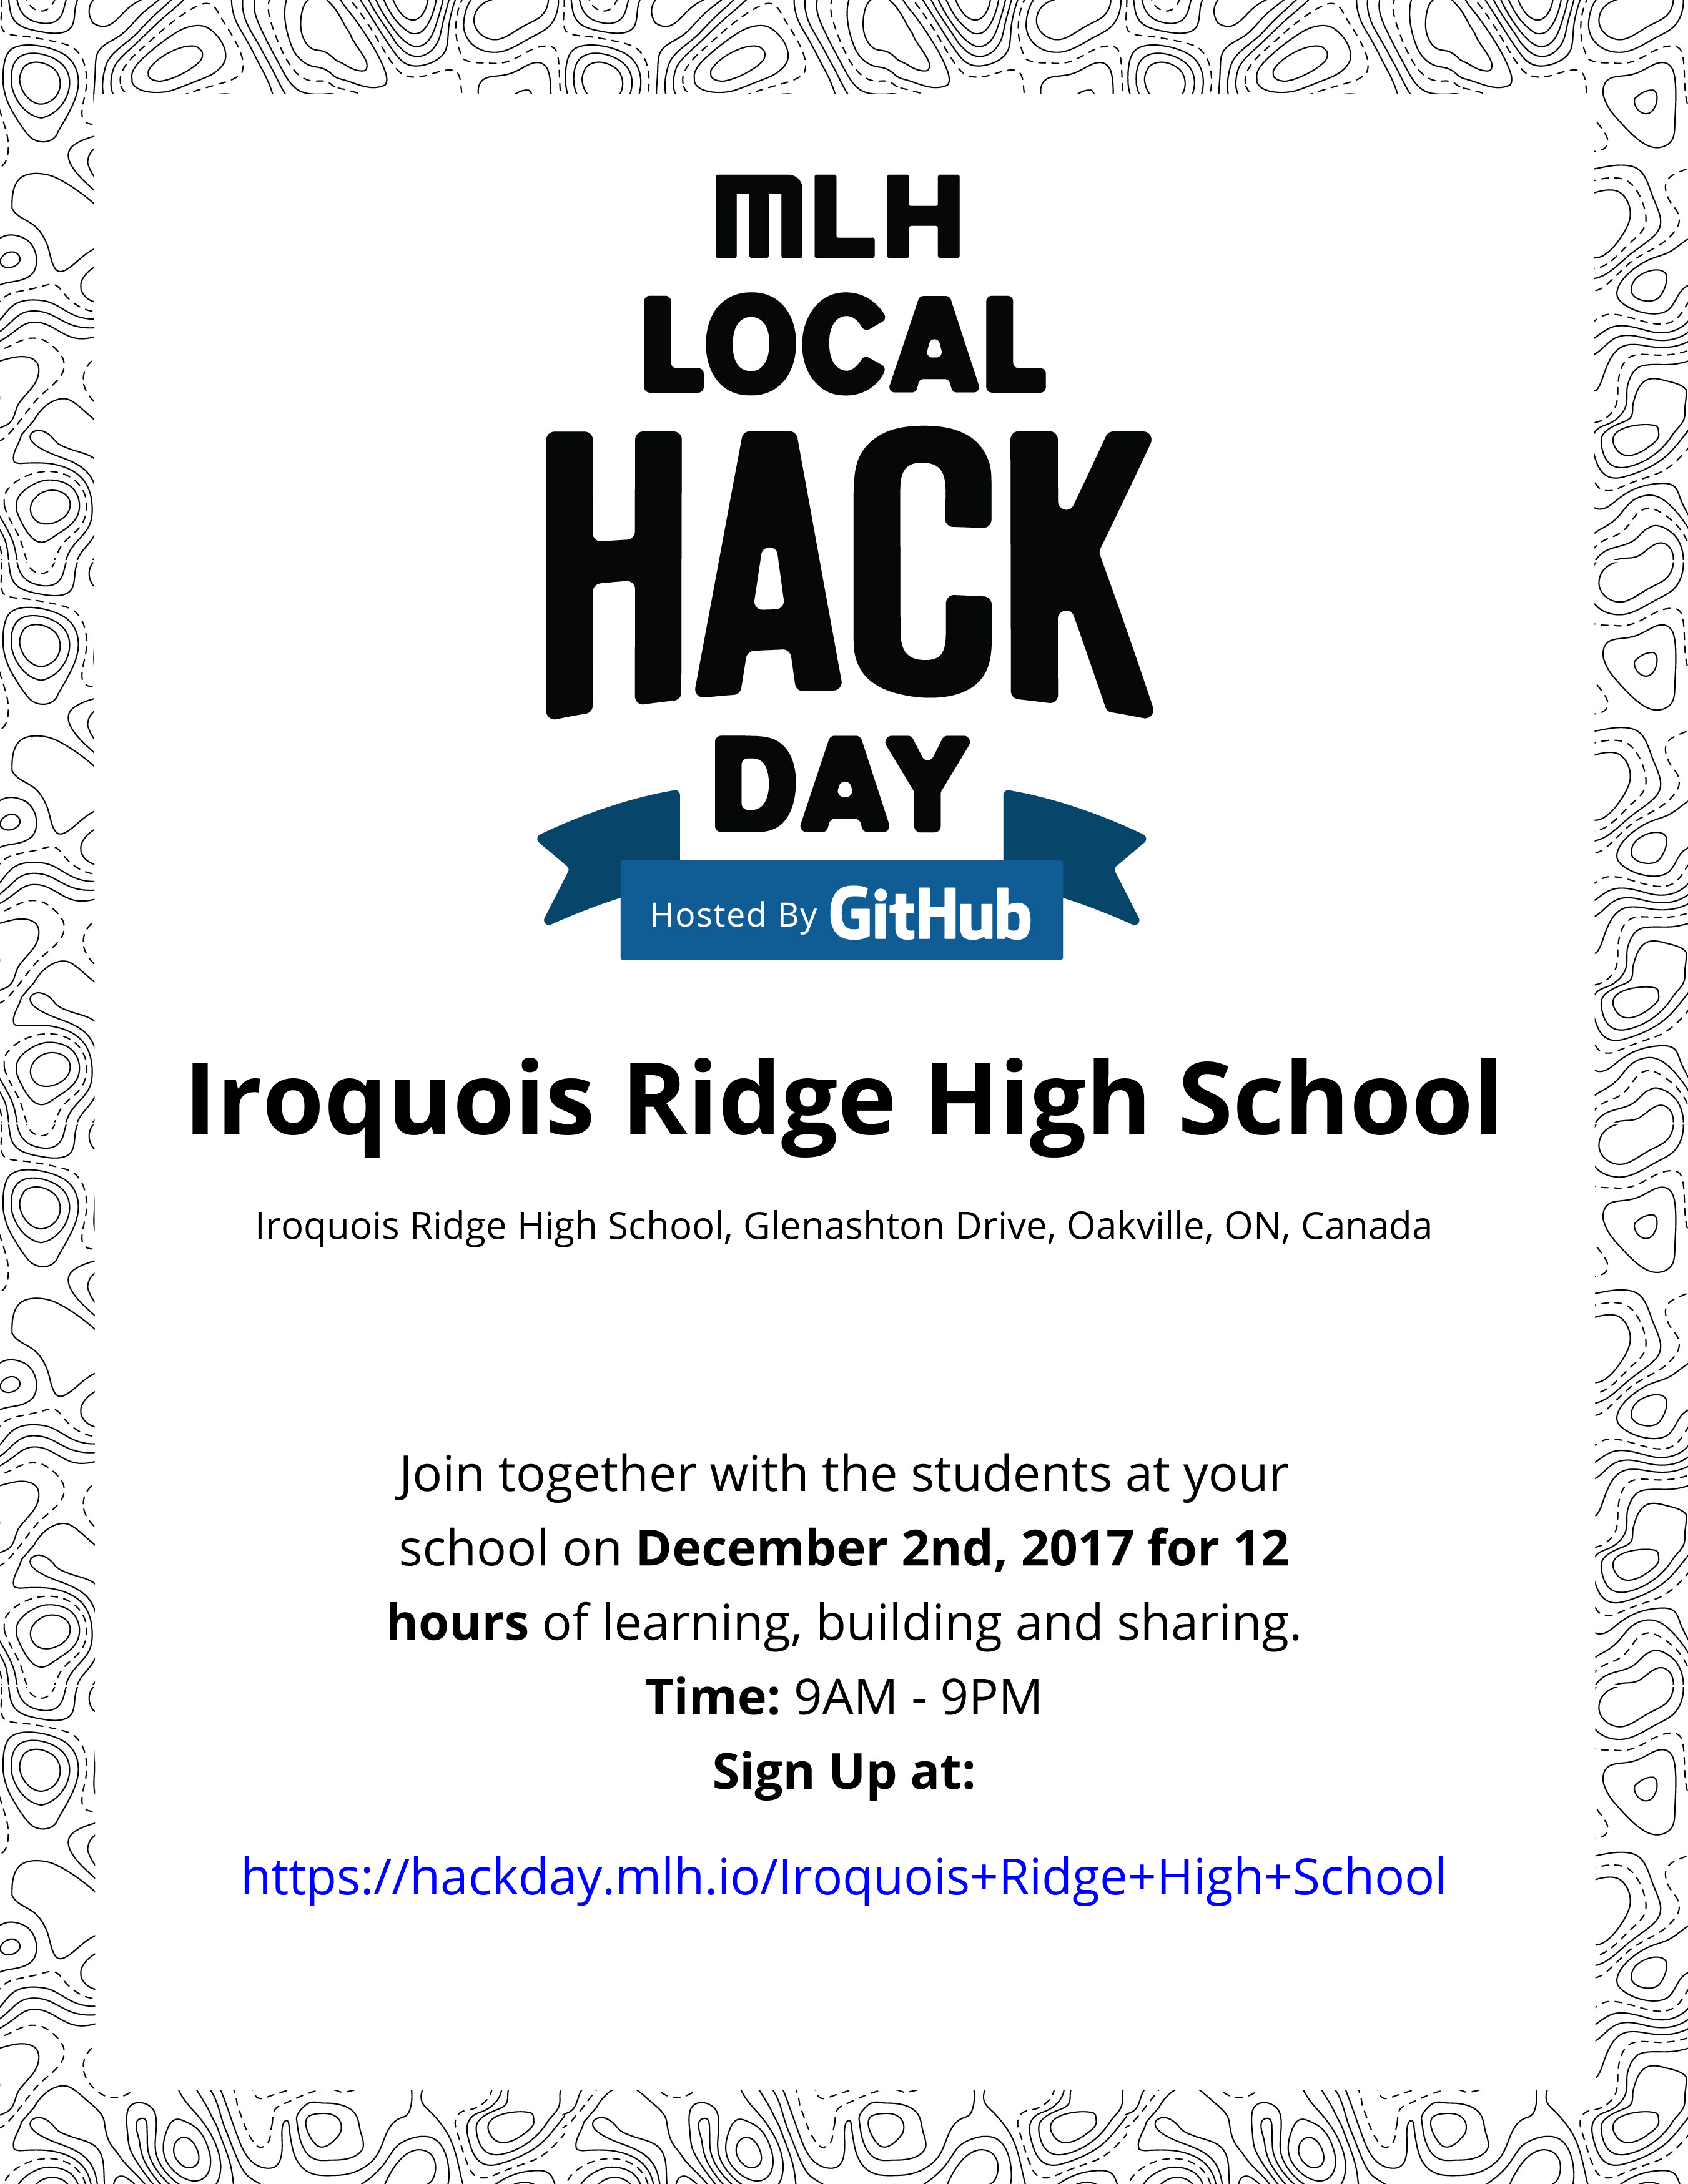 MLH
LOCAL
HACK
DAY
Hosted By GitHub
Iroquois Ridge High School
Iroquois Ridge High School, Glenashton Drive, Oakville, ON, Canada
Join together with the students at your
school on December 2nd, 2017 for 12
hours of learning, building and sharing.
Time: 9AM - 9PM
Sign Up at:
https://hackday.mlh.io/Iroquois+Ridge+High+School